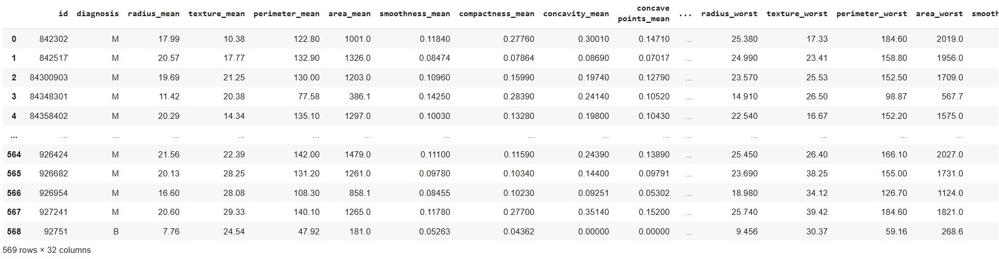 id diagnosis radius_mean texture_mean perimeter_mean area_mean smoothness_mean compactness_mean concavity_mean concave points_mean ... radius_worst texture_worst perimeter_worst area_worst smooth
0 842302 M 17.99 10.38 122.80 1001.0 0.11840 0.27760 0.30010 0.14710 ... 25.380 17.33 184.60 2019.0
1 842517 M 20.57 17.77 132.90 1326.0 0.08474 0.07864 0.08690 0.07017 ... 24.990 23.41 158.80 1956.0
2 84300903 M 19.69 21.25 130.00 1203.0 0.10960 0.15990 0.19740 0.12790 ... 23.570 25.53 152.50 1709.0
3 84348301 M 11.42 20.38 77.58 386.1 0.14250 0.28390 0.24140 0.10520 ... 14.910 26.50 98.87 567.7
4 84358402 M 20.29 14.34 135.10 1297.0 0.10030 0.13280 0.19800 0.10430 ... 22.540 16.67 152.20 1575.0
... ... ... ... ... ... ... ... ... ... ... ... ... ... ... ...
564 926424 M 21.56 22.39 142.00 1479.0 0.11100 0.11590 0.24390 0.13890 ... 25.450 26.40 166.10 2027.0
565 926682 M 20.13 28.25 131.20 1261.0 0.09780 0.10340 0.14400 0.09791 ... 23.690 38.25 155.00 1731.0
566 926954 M 16.60 28.08 108.30 858.1 0.08455 0.10230 0.09251 0.05302 ... 18.980 34.12 126.70 1124.0
567 927241 M 20.60 29.33 140.10 1265.0 0.11780 0.27700 0.35140 0.15200 ... 25.740 39.42 184.60 1821.0
568 92751 B 7.76 24.54 47.92 181.0 0.05263 0.04362 0.00000 0.00000 ... 9.456 30.37 59.16 268.6
569 rows × 32 columns